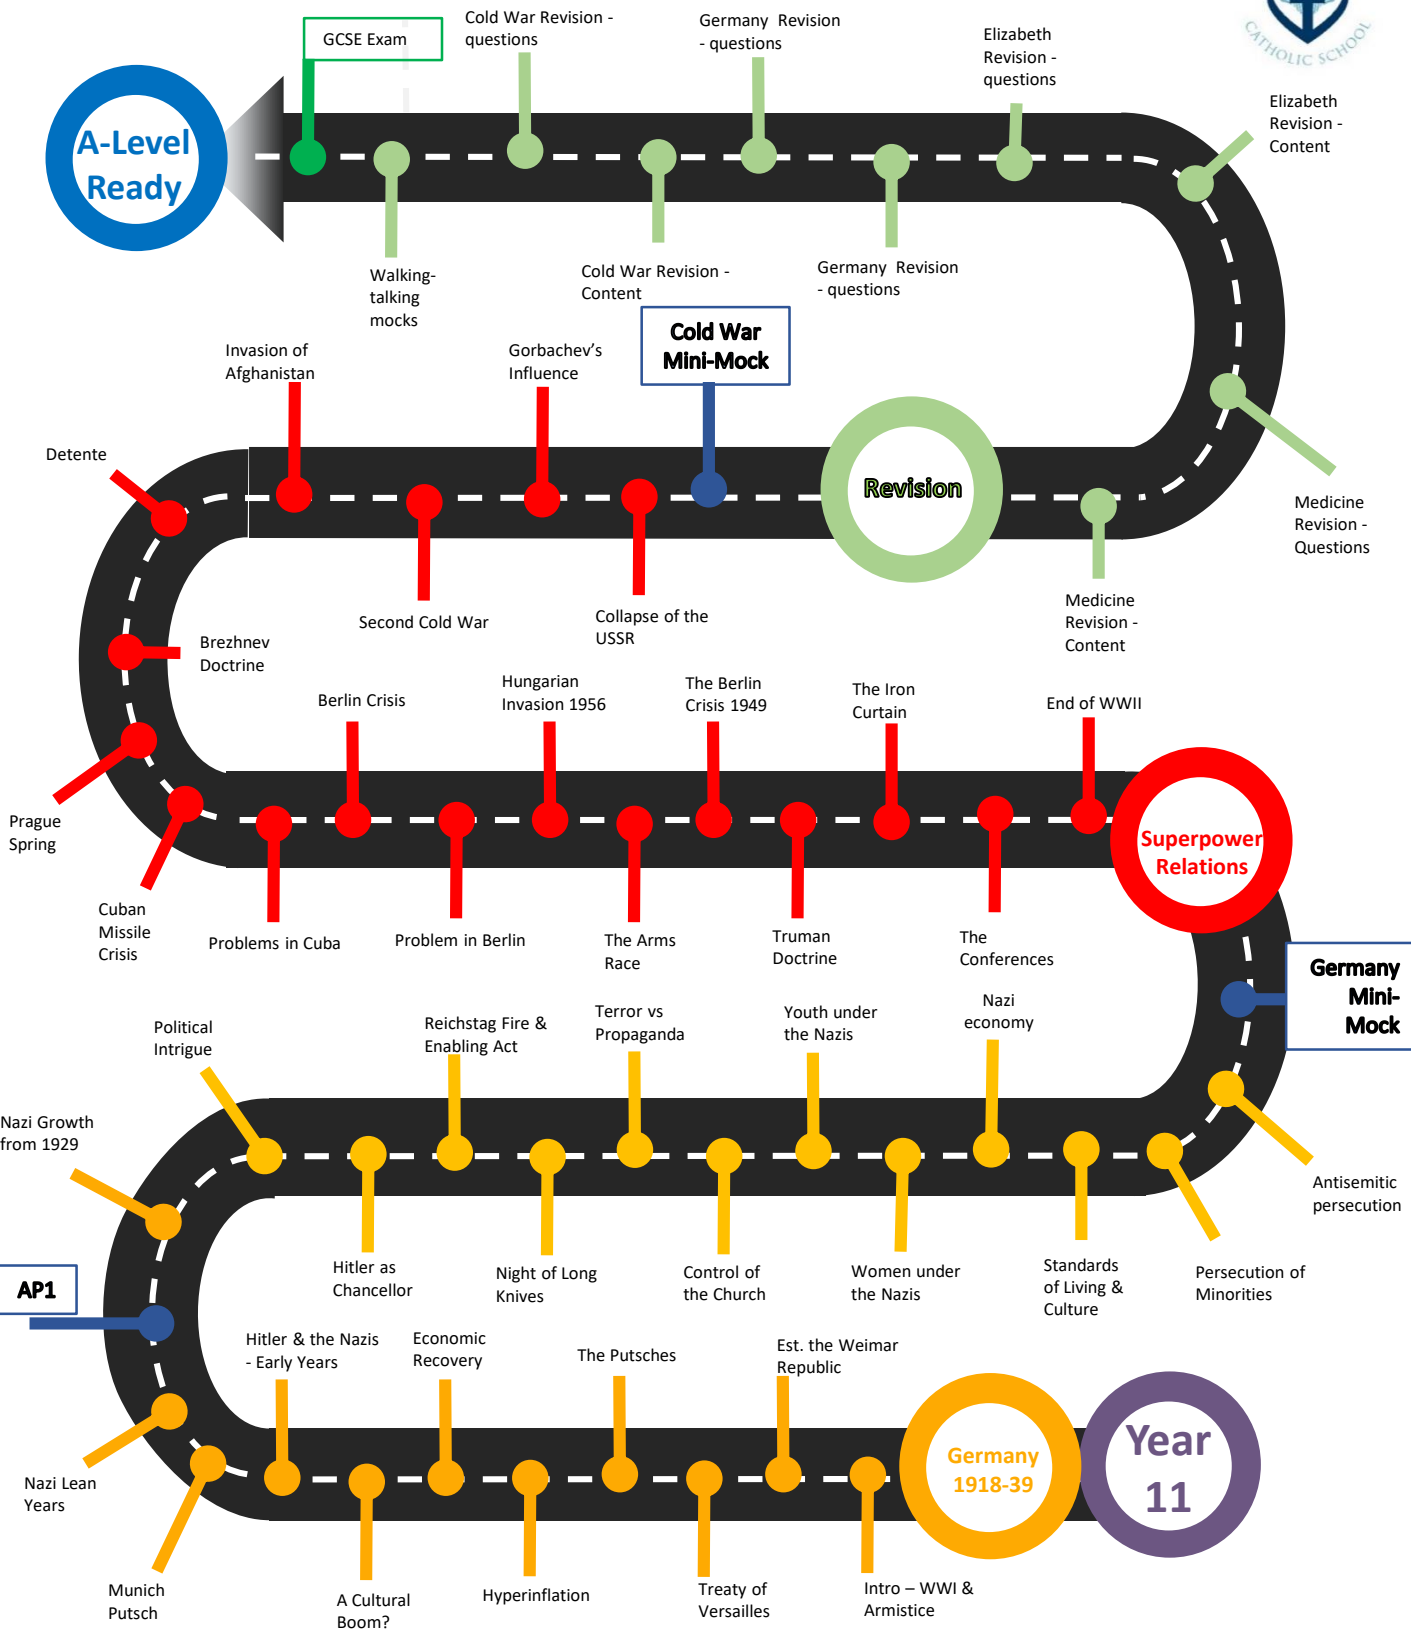 GCSE Exam
Cold War Revision -
questions
Germany  Revision
- questions
Elizabeth
Revision -
questions
CATHOLIC SCHOOL
Elizabeth
Revision -
Content
A-Level
Ready
Walking-
talking
mocks
Cold War Revision -
Content
Germany  Revision
- questions
Invasion of
Afghanistan
Gorbachev's
Influence
Cold War
Mini-Mock
Detente
Revision
Medicine
Revision -
Questions
Second Cold War
Collapse of the
USSR
Medicine
Revision -
Content
Brezhnev
Doctrine
Berlin Crisis
Hungarian
Invasion 1956
The Berlin
Crisis 1949
The Iron
Curtain
End of WWII
Prague
Spring
Superpower
Relations
Cuban
Missile
Crisis
Problems in Cuba
Problem in Berlin
The Arms
Race
Truman
Doctrine
The
Conferences
Germany
Mini-
Mock
Political
Intrigue
Reichstag Fire &
Enabling Act
Terror vs
Propaganda
Youth under
the Nazis
Nazi
economy
Nazi Growth
from 1929
Antisemitic
persecution
Hitler as
Chancellor
Night of Long
Knives
Control of
the Church
Women under
the Nazis
Standards
of Living &
Culture
Persecution of
Minorities
AP1
Hitler & the Nazis
- Early Years
Economic
Recovery
The Putsches
Est. the Weimar
Republic
Germany
1918-39
Year
11
Nazi Lean
Years
Munich
Putsch
A Cultural
Boom?
Hyperinflation
Treaty of
Versailles
Intro – WWI &
Armistice